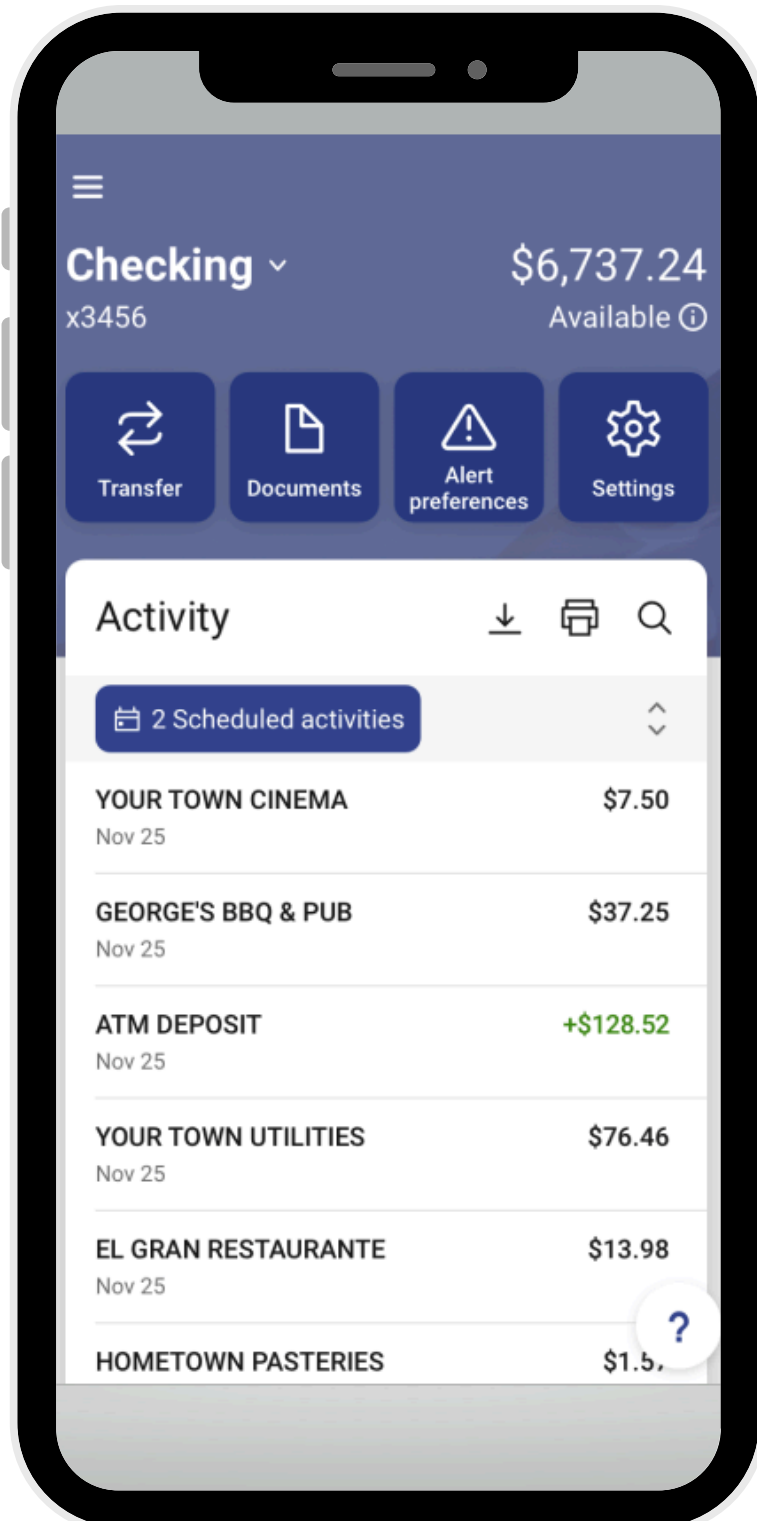 Checking
$6,737.24
x3456
Available
Transfer
Documents
Alert
preferences
Settings
Activity
2 Scheduled activities
YOUR TOWN CINEMA
$7.50
Nov 25
GEORGE'S BBQ & PUB
$37.25
Nov 25
ATM DEPOSIT
+$128.52
Nov 25
YOUR TOWN UTILITIES
$76.46
Nov 25
EL GRAN RESTAURANTE
$13.98
Nov 25
?
HOMETOWN PASTERIES